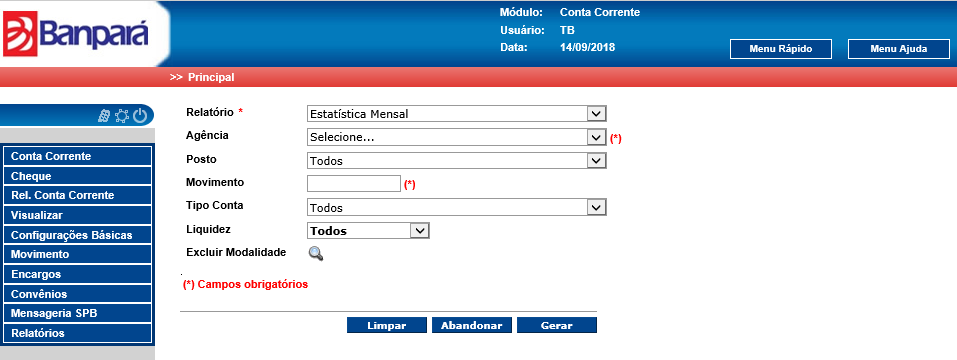 Banpará
Módulo: Conta Corrente
Usuário: TB
Data: 14/09/2018
Menu Rápido
Menu Ajuda
>> Principal
Conta Corrente
Cheque
Rel. Conta Corrente
Visualizar
Configurações Básicas
Movimento
Encargos
Convênios
Mensageria SPB
Relatórios
Relatório * Estatística Mensal
Agência Selecione... (*)
Posto Todos
Movimento (*)
Tipo Conta Todos
Liquidez Todos
Excluir Modalidade
.
(*) Campos obrigatórios
Limpar Abandonar Gerar